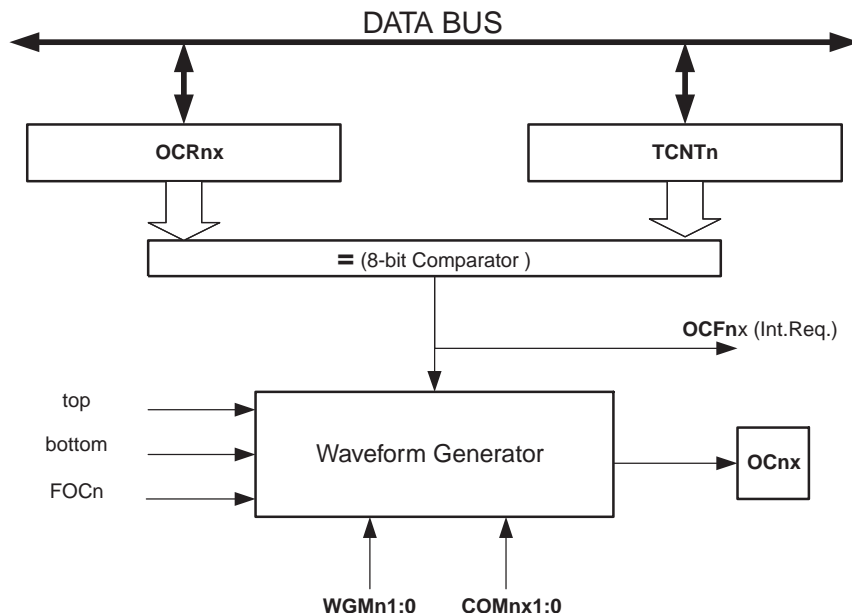 DATA BUS
OCRnx
TCNTn
= (8-bit Comparator )
OCFnx (Int.Req.)
top
bottom
FOCn
Waveform Generator
OCnx
WGMn1:0
COMnx1:0